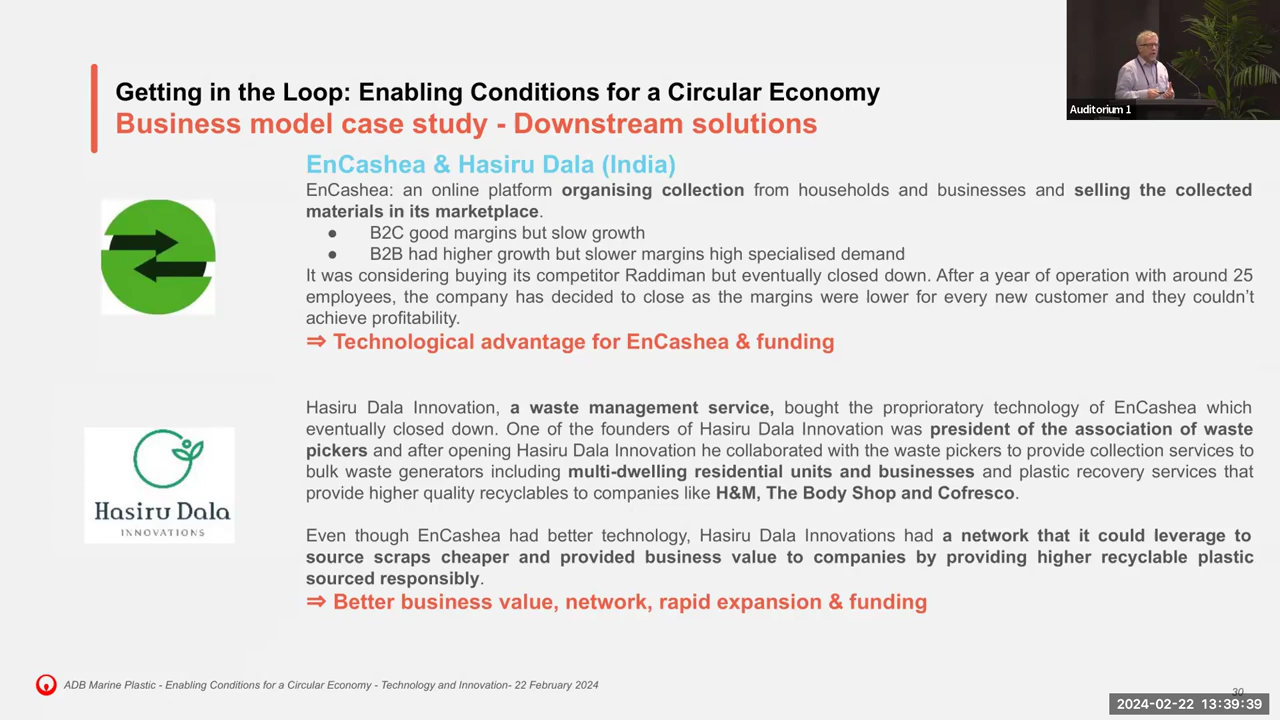 Getting in the Loop: Enabling Conditions for a Circular Economy
Business model case study - Downstream solutions
Auditorium 1
EnCashea & Hasiru Dala (India)
EnCashea: an online platform organising collection from households and businesses and selling the collected
materials in its marketplace.
● B2C good margins but slow growth
● B2B had higher growth but slower margins high specialised demand
It was considering buying its competitor Raddiman but eventually closed down. After a year of operation with around 25
employees, the company has decided to close as the margins were lower for every new customer and they couldn't
achieve profitability.
⇒ Technological advantage for EnCashea & funding
Hasiru Dala Innovation, a waste management service, bought the proprioratory technology of EnCashea which
eventually closed down. One of the founders of Hasiru Dala Innovation was president of the association of waste
pickers and after opening Hasiru Dala Innovation he collaborated with the waste pickers to provide collection services to
bulk waste generators including multi-dwelling residential units and businesses and plastic recovery services that
provide higher quality recyclables to companies like H&M, The Body Shop and Cofresco.
Hasiru Dala
INNOVATIONS
Even though EnCashea had better technology, Hasiru Dala Innovations had a network that it could leverage to
source scraps cheaper and provided business value to companies by providing higher recyclable plastic
sourced responsibly.
⇒ Better business value, network, rapid expansion & funding
ADB Marine Plastic - Enabling Conditions for a Circular Economy - Technology and Innovation- 22 February 2024
30
2024-02-22 13:39:39